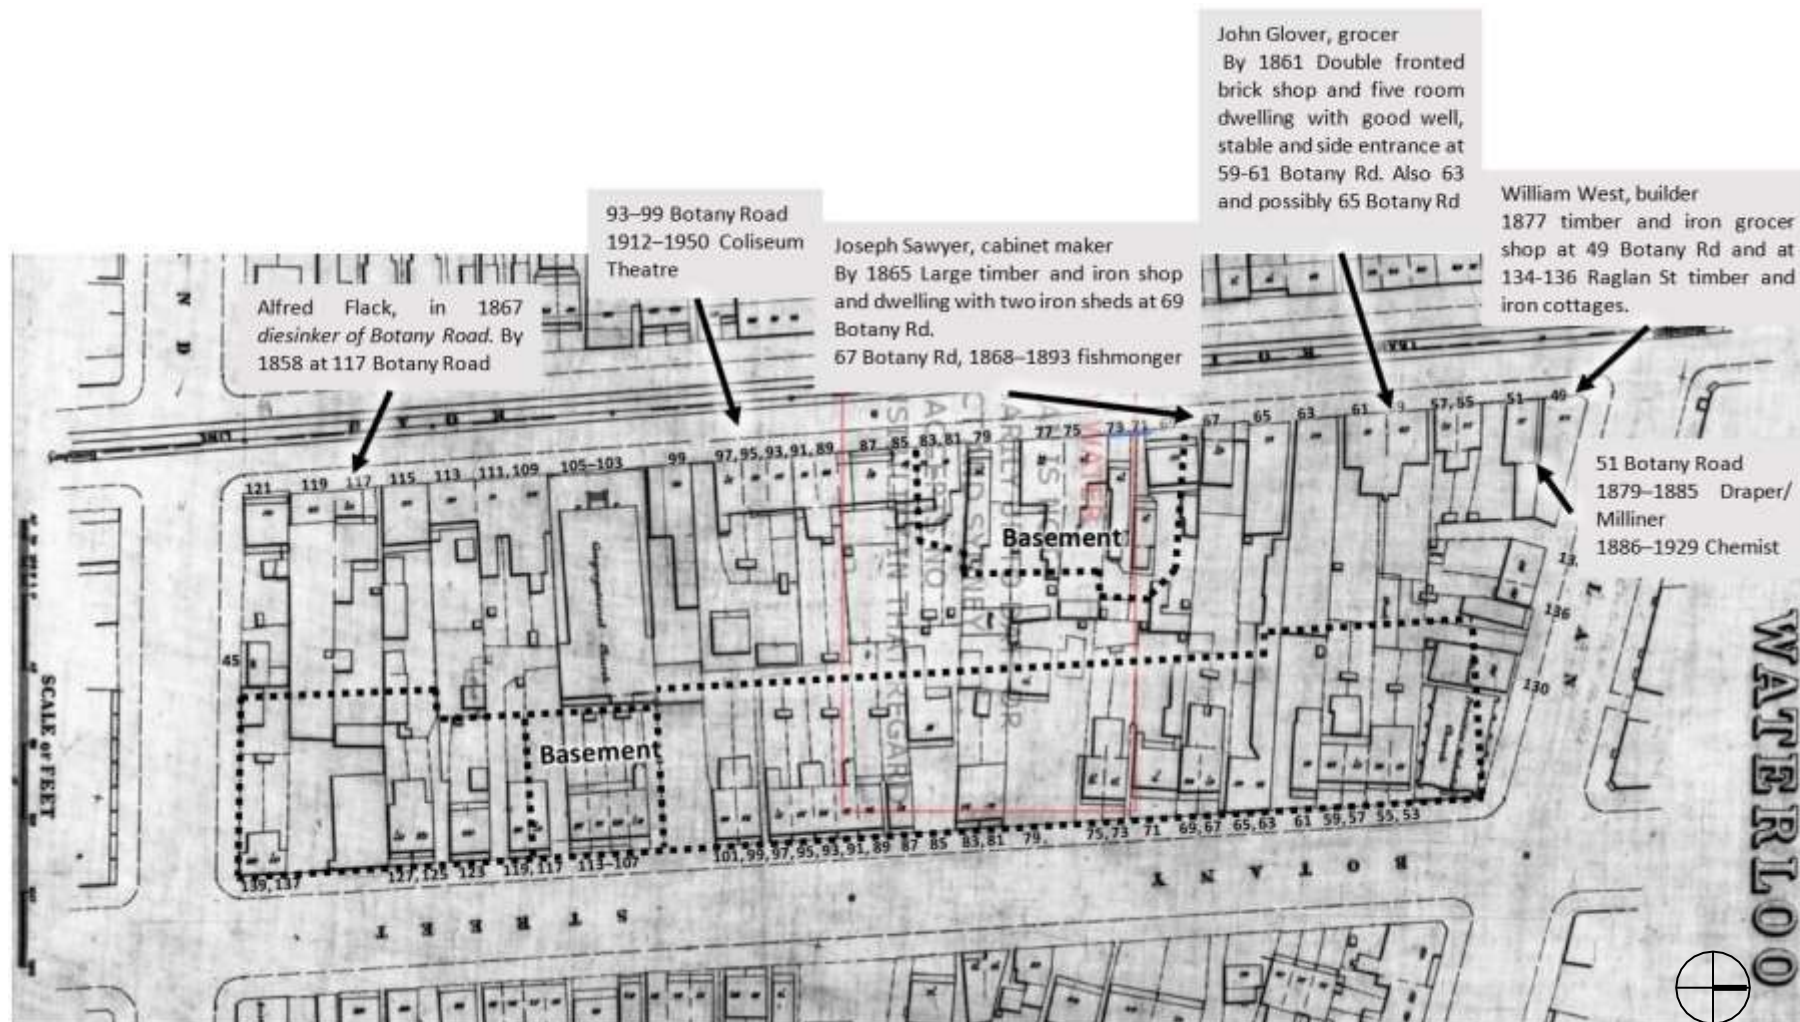 John Glover, grocer
By 1861 Double fronted
brick shop and five room
dwelling with good well,
stable and side entrance at
59-61 Botany Rd. Also 63
and possibly 65 Botany Rd
William West, builder
1877 timber and iron grocer
shop at 49 Botany Rd and at
134-136 Raglan St timber and
iron cottages.
93–99 Botany Road
1912–1950 Coliseum
Theatre
Joseph Sawyer, cabinet maker
By 1865 Large timber and iron shop
and dwelling with two iron sheds at 69
Botany Rd.
67 Botany Rd, 1868–1893 fishmonger
Alfred Flack, in 1867
diesinker of Botany Road. By
1858 at 117 Botany Road
51 Botany Road
1879–1885 Draper/
Milliner
1886–1929 Chemist
121 119 117 115 113 111, 109 105–103 99 97, 95, 93, 91, 89 87 85 83, 81 79 77 75 73 71 67 65 63 61 57, 55 51 49
Basement
WATER
45
136
130
Basement
139, 137 127, 125 123 119, 117 113–107 101, 99, 97, 95, 93, 91, 89 87 85 83, 81 79, 75, 73 71 69, 67 65, 63 61 59, 57 55, 53
BOTANY
STREET
SCALE of FEET
WATERLOO